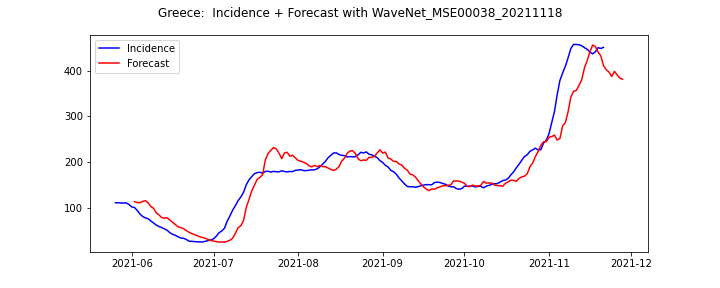 Greece:  Incidence + Forecast with WaveNet_MSE00038_20211118
Incidence
Forecast
400
300
200
100
2021-06 2021-07 2021-08 2021-09 2021-10 2021-11 2021-12